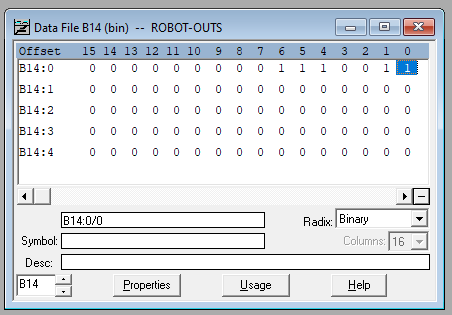 Data File B14 (bin) -- ROBOT-OUTS
Offset 15 14 13 12 11 10 9 8 7 6 5 4 3 2 1 0
B14:0 0 0 0 0 0 0 0 0 0 1 1 1 0 0 1 1
B14:1 0 0 0 0 0 0 0 0 0 0 0 0 0 0 0 0
B14:2 0 0 0 0 0 0 0 0 0 0 0 0 0 0 0 0
B14:3 0 0 0 0 0 0 0 0 0 0 0 0 0 0 0 0
B14:4 0 0 0 0 0 0 0 0 0 0 0 0 0 0 0 0
B14:0/0 Radix: Binary
Symbol: Columns: 16
Desc:
B14 Properties Usage Help